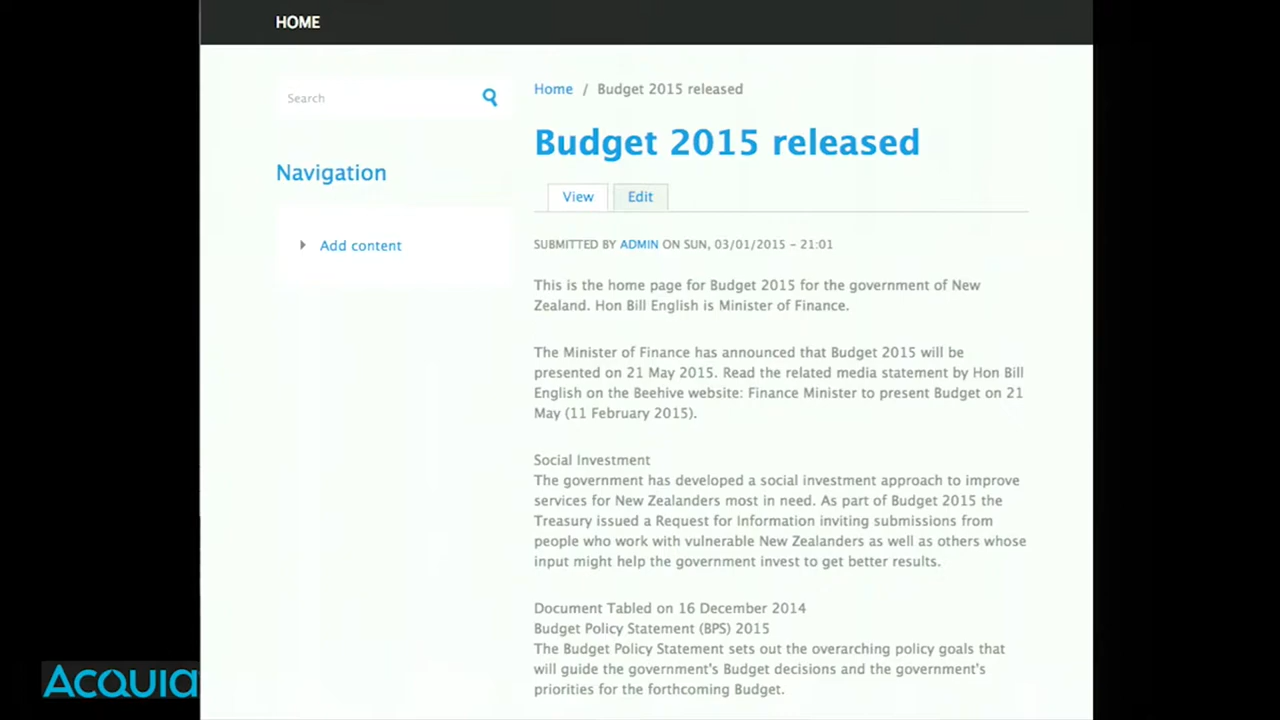 HOME
Search
Navigation
Add content
Home / Budget 2015 released
Budget 2015 released
View Edit
SUBMITTED BY ADMIN ON SUN, 03/01/2015 – 21:01
This is the home page for Budget 2015 for the government of New
Zealand. Hon Bill English is Minister of Finance.
The Minister of Finance has announced that Budget 2015 will be
presented on 21 May 2015. Read the related media statement by Hon Bill
English on the Beehive website: Finance Minister to present Budget on 21
May (11 February 2015).
Social Investment
The government has developed a social investment approach to improve
services for New Zealanders most in need. As part of Budget 2015 the
Treasury issued a Request for Information inviting submissions from
people who work with vulnerable New Zealanders as well as others whose
input might help the government invest to get better results.
Document Tabled on 16 December 2014
Budget Policy Statement (BPS) 2015
The Budget Policy Statement sets out the overarching policy goals that
will guide the government's Budget decisions and the government's
priorities for the forthcoming Budget.
Acquia